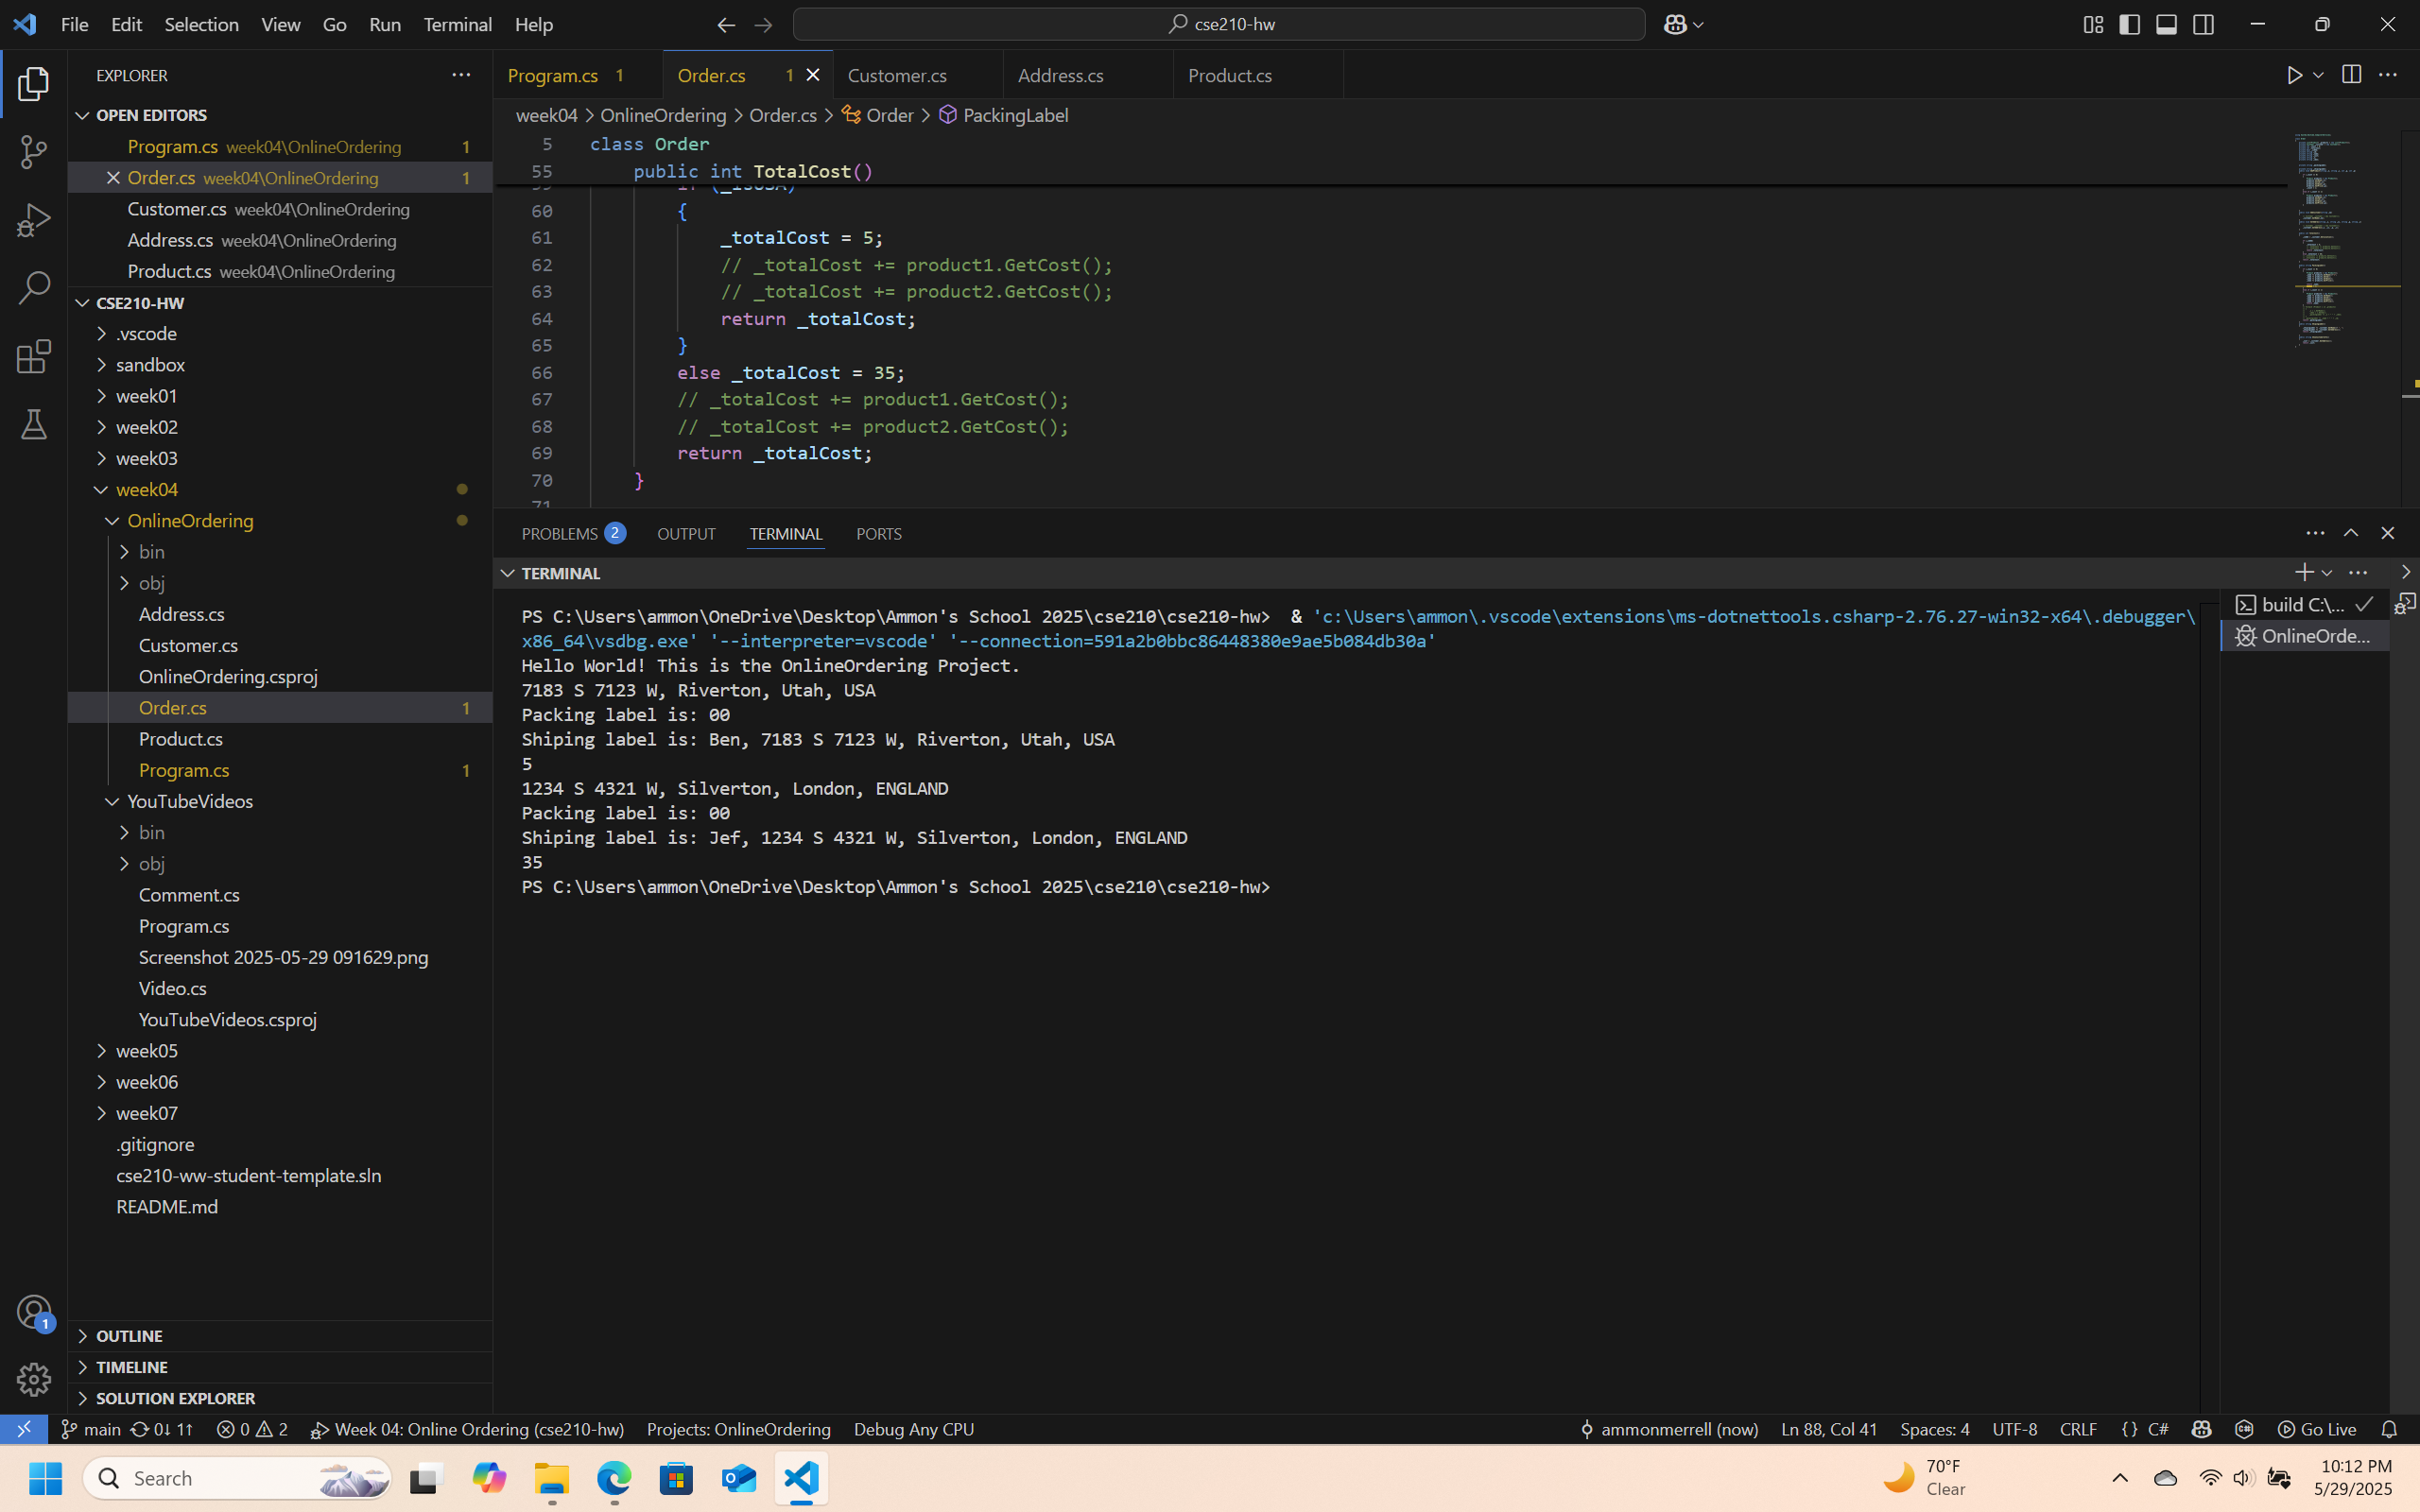 File Edit Selection View Go Run Terminal Help
cse210-hw
EXPLORER
OPEN EDITORS
Program.cs week04\OnlineOrdering 1
Order.cs week04\OnlineOrdering 1
Customer.cs week04\OnlineOrdering
Address.cs week04\OnlineOrdering
Product.cs week04\OnlineOrdering
CSE210-HW
.vscode
sandbox
week01
week02
week03
week04
OnlineOrdering
bin
obj
Address.cs
Customer.cs
OnlineOrdering.csproj
Order.cs 1
Product.cs
Program.cs 1
YouTubeVideos
bin
obj
Comment.cs
Program.cs
Screenshot 2025-05-29 091629.png
Video.cs
YouTubeVideos.csproj
week05
week06
week07
.gitignore
cse210-ww-student-template.sln
README.md
OUTLINE
TIMELINE
SOLUTION EXPLORER
1
Program.cs 1 Order.cs 1 Customer.cs Address.cs Product.cs
week04 > OnlineOrdering > Order.cs > Order > PackingLabel
5 class Order
55 public int TotalCost()
60 {
61 _totalCost = 5;
62 // _totalCost += product1.GetCost();
63 // _totalCost += product2.GetCost();
64 return _totalCost;
65 }
66 else _totalCost = 35;
67 // _totalCost += product1.GetCost();
68 // _totalCost += product2.GetCost();
69 return _totalCost;
70 }
PROBLEMS 2 OUTPUT TERMINAL PORTS
TERMINAL
PS C:\Users\ammon\OneDrive\Desktop\Ammon's School 2025\cse210\cse210-hw>  & 'c:\Users\ammon\.vscode\extensions\ms-dotnettools.csharp-2.76.27-win32-x64\.debugger\
x86_64\vsdbg.exe' '--interpreter=vscode' '--connection=591a2b0bbc86448380e9ae5b084db30a'
Hello World! This is the OnlineOrdering Project.
7183 S 7123 W, Riverton, Utah, USA
Packing label is: 00
Shiping label is: Ben, 7183 S 7123 W, Riverton, Utah, USA
5
1234 S 4321 W, Silverton, London, ENGLAND
Packing label is: 00
Shiping label is: Jef, 1234 S 4321 W, Silverton, London, ENGLAND
35
PS C:\Users\ammon\OneDrive\Desktop\Ammon's School 2025\cse210\cse210-hw>
build C:\...
OnlineOrde...
main 0↓ 1↑ 0 2 Week 04: Online Ordering (cse210-hw) Projects: OnlineOrdering Debug Any CPU ammonmerrell (now) Ln 88, Col 41 Spaces: 4 UTF-8 CRLF {} C# Go Live
Search
70°F
Clear
10:12 PM
5/29/2025